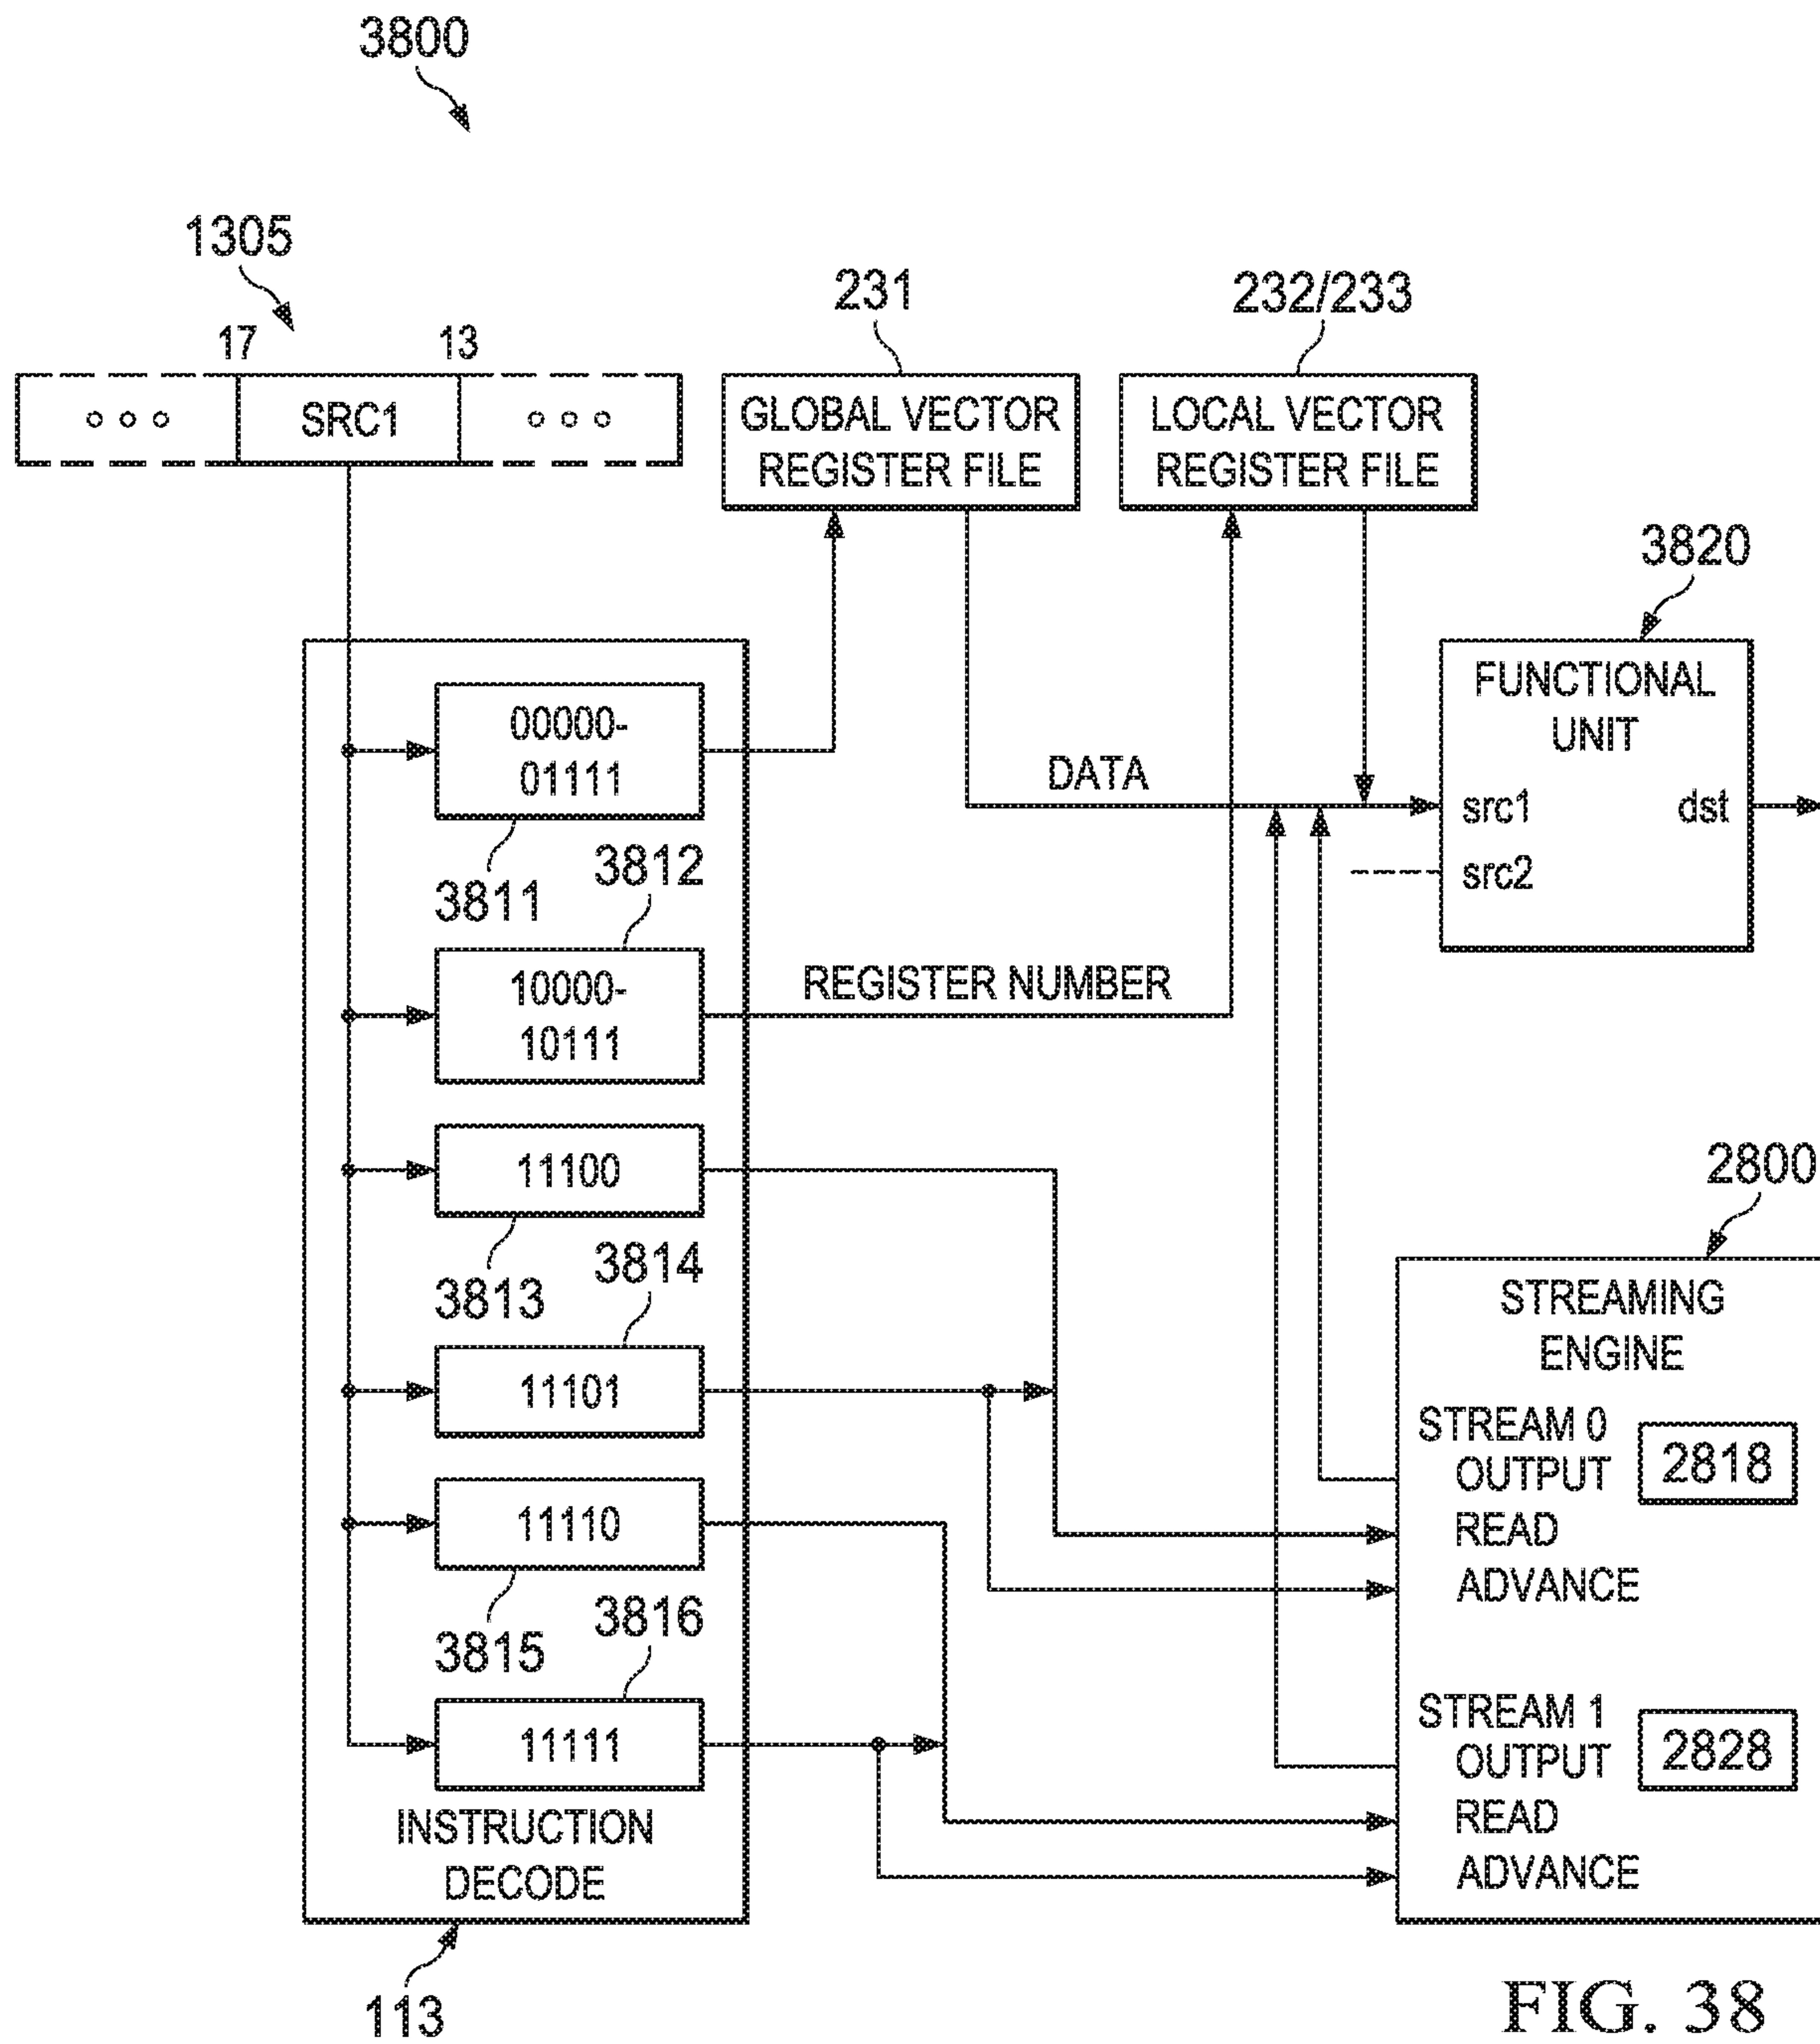 3800
1305
17
13
SRC1
231
GLOBAL VECTOR
REGISTER FILE
232/233
LOCAL VECTOR
REGISTER FILE
3820
FUNCTIONAL
UNIT
src1
dst
src2
DATA
00000-
01111
3811
3812
10000-
10111
REGISTER NUMBER
11100
3813
3814
11101
11110
3815
3816
11111
INSTRUCTION
DECODE
113
2800
STREAMING
ENGINE
STREAM 0
OUTPUT
2818
READ
ADVANCE
STREAM 1
OUTPUT
2828
READ
ADVANCE
FIG. 38